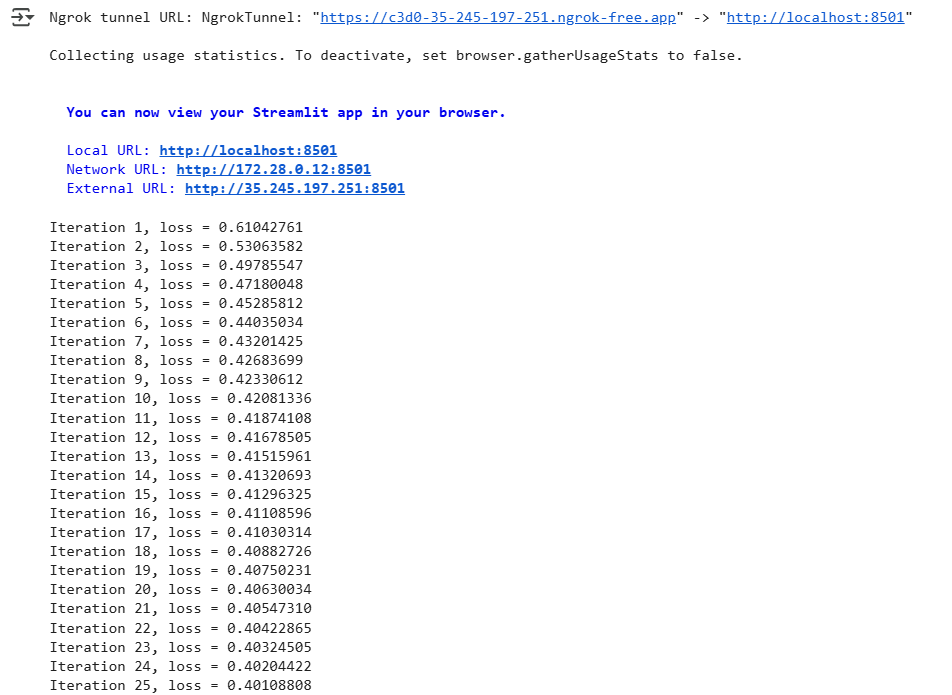 Ngrok tunnel URL: NgrokTunnel: "https://c3d0-35-245-197-251.ngrok-free.app" -> "http://localhost:8501"
Collecting usage statistics. To deactivate, set browser.gatherUsageStats to false.
You can now view your Streamlit app in your browser.
Local URL: http://localhost:8501
Network URL: http://172.28.0.12:8501
External URL: http://35.245.197.251:8501
Iteration 1, loss = 0.61042761
Iteration 2, loss = 0.53063582
Iteration 3, loss = 0.49785547
Iteration 4, loss = 0.47180048
Iteration 5, loss = 0.45285812
Iteration 6, loss = 0.44035034
Iteration 7, loss = 0.43201425
Iteration 8, loss = 0.42683699
Iteration 9, loss = 0.42330612
Iteration 10, loss = 0.42081336
Iteration 11, loss = 0.41874108
Iteration 12, loss = 0.41678505
Iteration 13, loss = 0.41515961
Iteration 14, loss = 0.41320693
Iteration 15, loss = 0.41296325
Iteration 16, loss = 0.41108596
Iteration 17, loss = 0.41030314
Iteration 18, loss = 0.40882726
Iteration 19, loss = 0.40750231
Iteration 20, loss = 0.40630034
Iteration 21, loss = 0.40547310
Iteration 22, loss = 0.40422865
Iteration 23, loss = 0.40324505
Iteration 24, loss = 0.40204422
Iteration 25, loss = 0.40108808